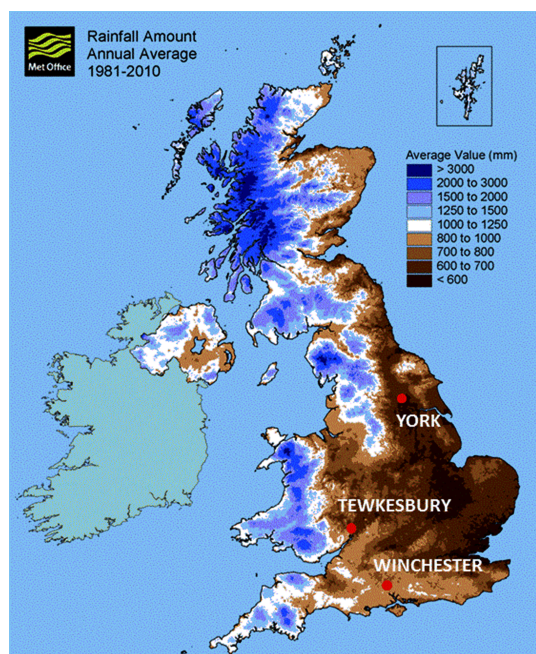 Met Office
Rainfall Amount
Annual Average
1981-2010
Average Value (mm)
> 3000
2000 to 3000
1500 to 2000
1250 to 1500
1000 to 1250
800 to 1000
700 to 800
600 to 700
< 600
YORK
TEWKESBURY
WINCHESTER